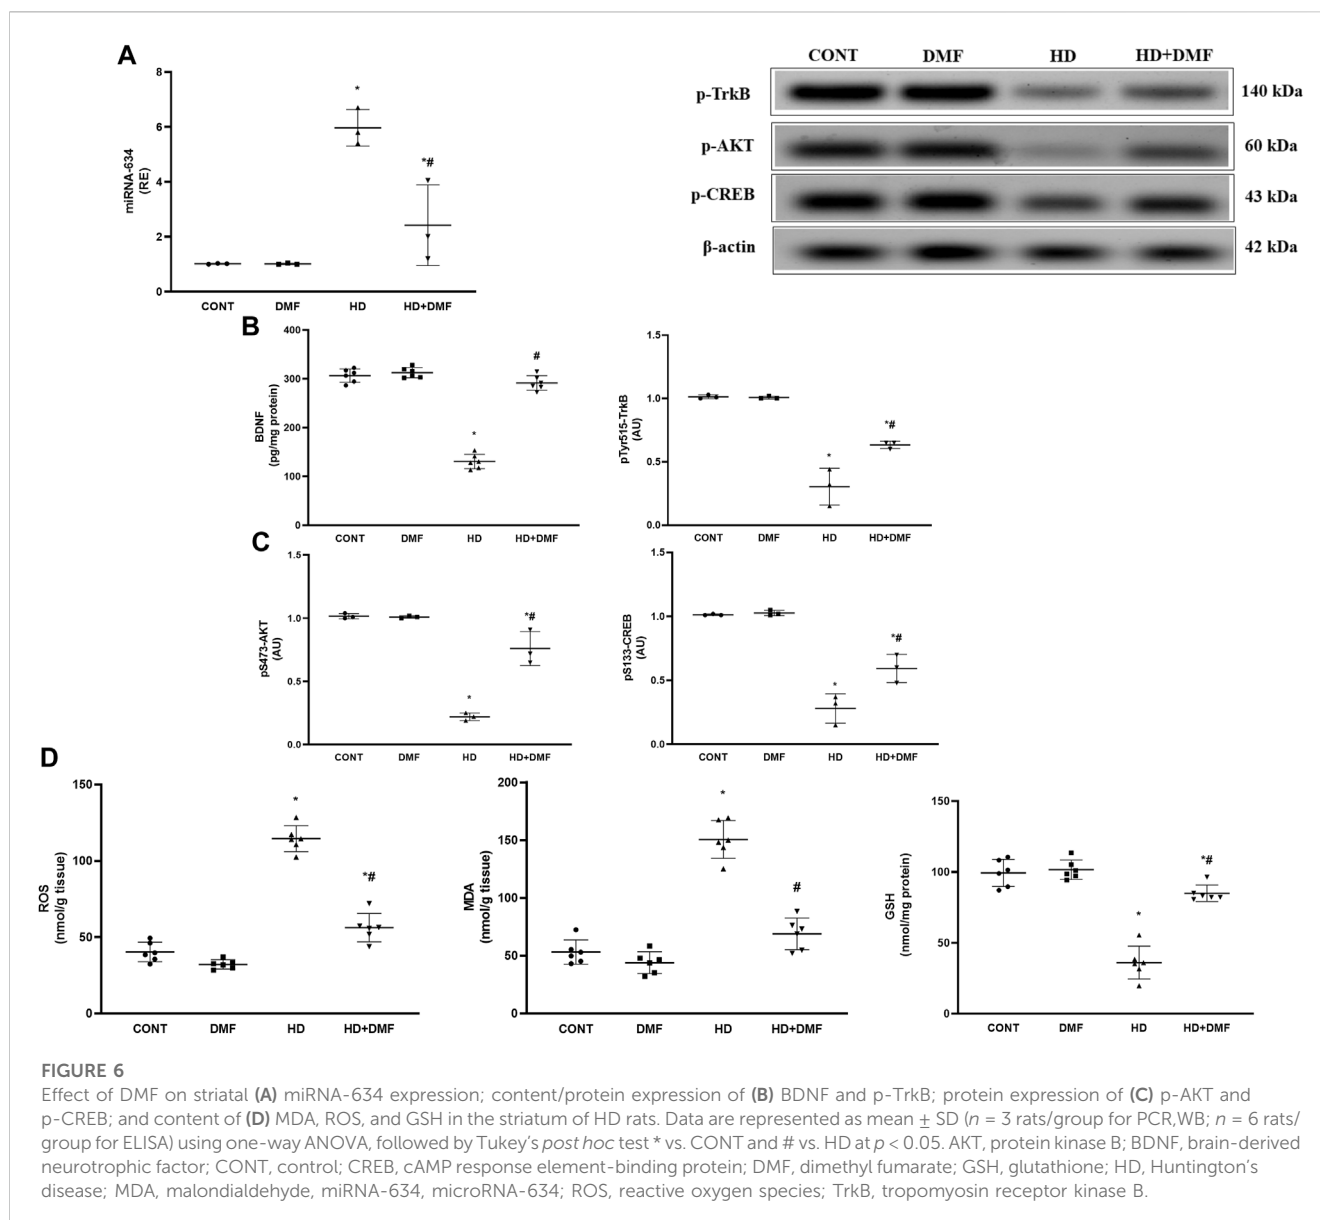 A
8
6
4
2
0
miRNA-634
(RE)
*
*#
CONT DMF HD HD+DMF
CONT DMF HD HD+DMF
p-TrkB 140 kDa
p-AKT 60 kDa
p-CREB 43 kDa
β-actin 42 kDa
B
400
300
200
100
0
BDNF
(pg/mg protein)
*
#
CONT DMF HD HD+DMF
1.5
1.0
0.5
0.0
pTyr515-TrkB
(AU)
*
*#
CONT DMF HD HD+DMF
C
1.5
1.0
0.5
0.0
pS473-AKT
(AU)
*
*#
CONT DMF HD HD+DMF
1.5
1.0
0.5
0.0
pS133-CREB
(AU)
*
*#
CONT DMF HD HD+DMF
D
150
100
50
0
ROS
(nmol/g tissue)
*
*#
CONT DMF HD HD+DMF
200
150
100
50
0
MDA
(nmol/g tissue)
*
#
CONT DMF HD HD+DMF
150
100
50
0
GSH
(nmol/mg protein)
*
*#
CONT DMF HD HD+DMF
FIGURE 6
Effect of DMF on striatal (A) miRNA-634 expression; content/protein expression of (B) BDNF and p-TrkB; protein expression of (C) p-AKT and
p-CREB; and content of (D) MDA, ROS, and GSH in the striatum of HD rats. Data are represented as mean ± SD (n = 3 rats/group for PCR,WB; n = 6 rats/
group for ELISA) using one-way ANOVA, followed by Tukey's post hoc test * vs. CONT and # vs. HD at p < 0.05. AKT, protein kinase B; BDNF, brain-derived
neurotrophic factor; CONT, control; CREB, cAMP response element-binding protein; DMF, dimethyl fumarate; GSH, glutathione; HD, Huntington's
disease; MDA, malondialdehyde, miRNA-634, microRNA-634; ROS, reactive oxygen species; TrkB, tropomyosin receptor kinase B.